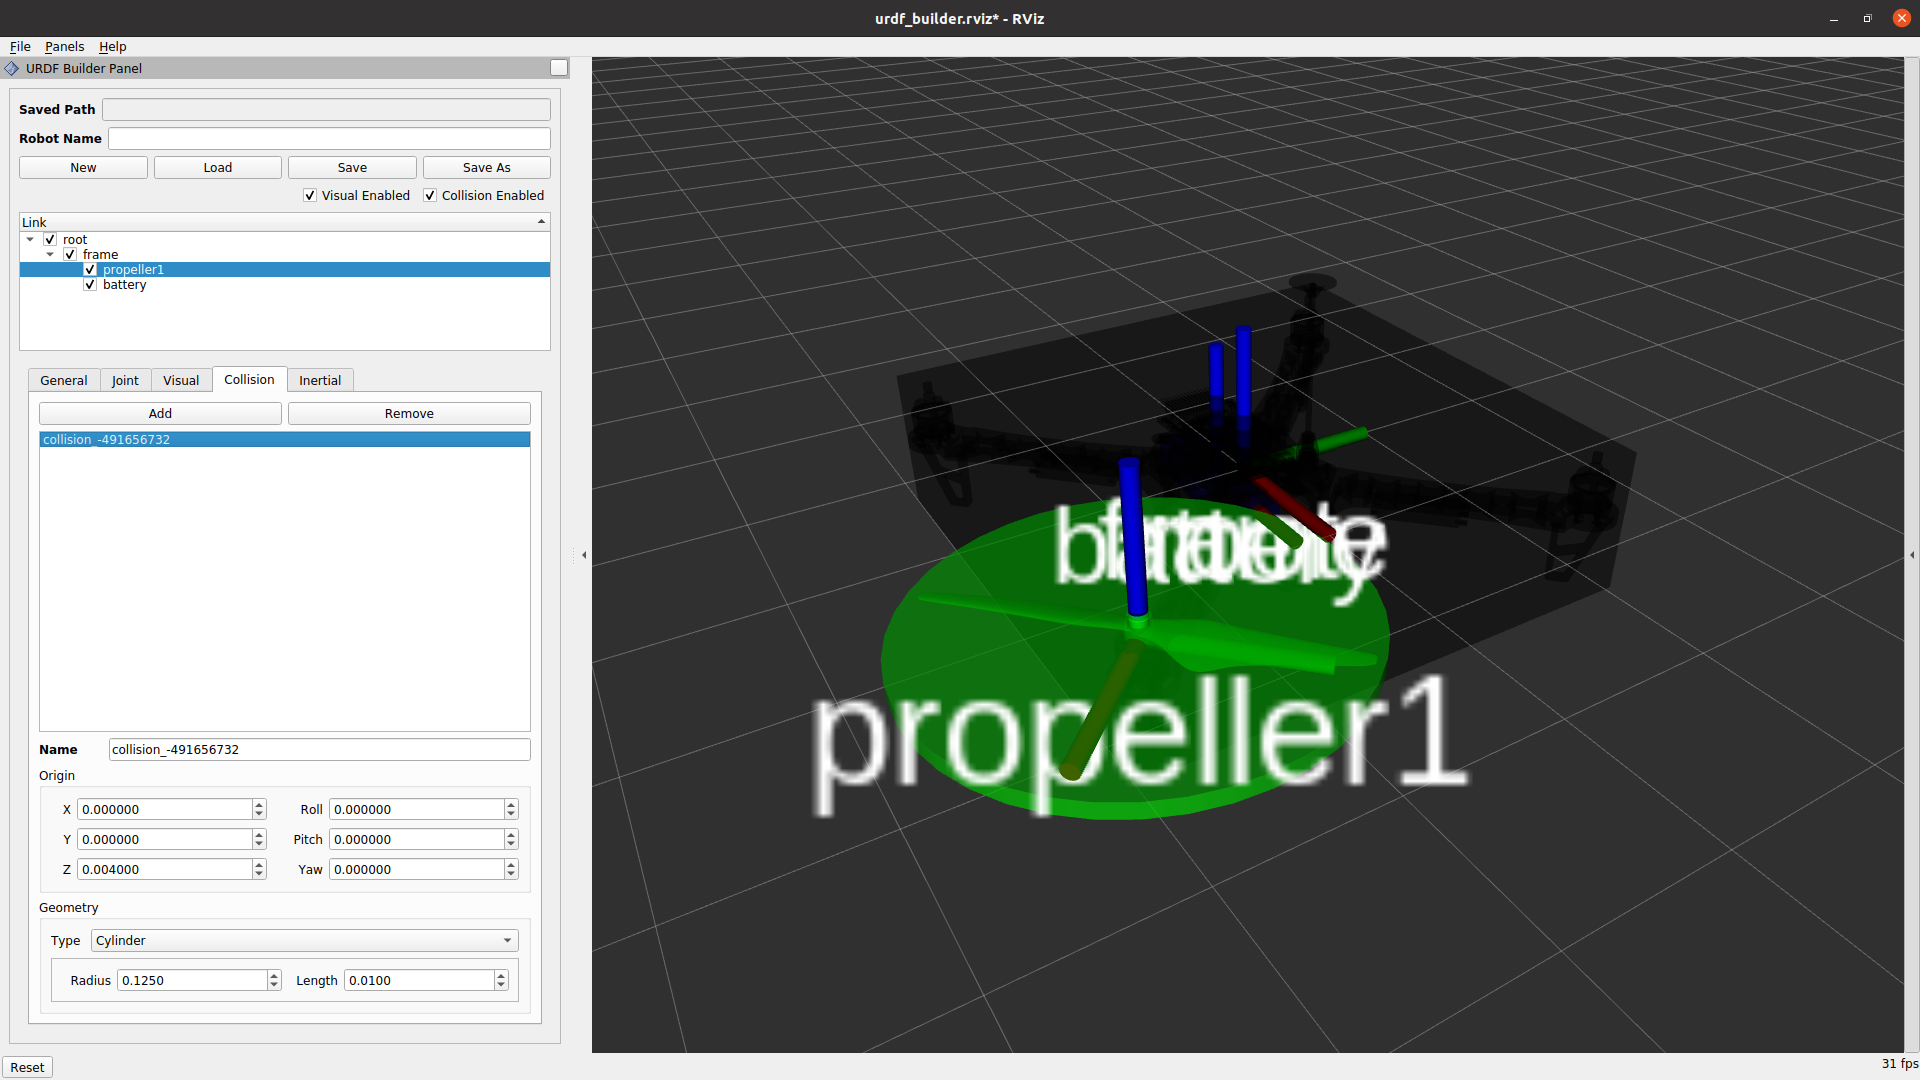 urdf_builder.rviz* - RViz
File Panels Help
URDF Builder Panel
Saved Path
Robot Name
New Load Save Save As
Visual Enabled Collision Enabled
Link
root
frame
propeller1
battery
General Joint Visual Collision Inertial
Add Remove
collision_-491656732
Name collision_-491656732
Origin
X 0.000000 Roll 0.000000
Y 0.000000 Pitch 0.000000
Z 0.004000 Yaw 0.000000
Geometry
Type Cylinder
Radius 0.1250 Length 0.0100
propeller1
Reset
31 fps